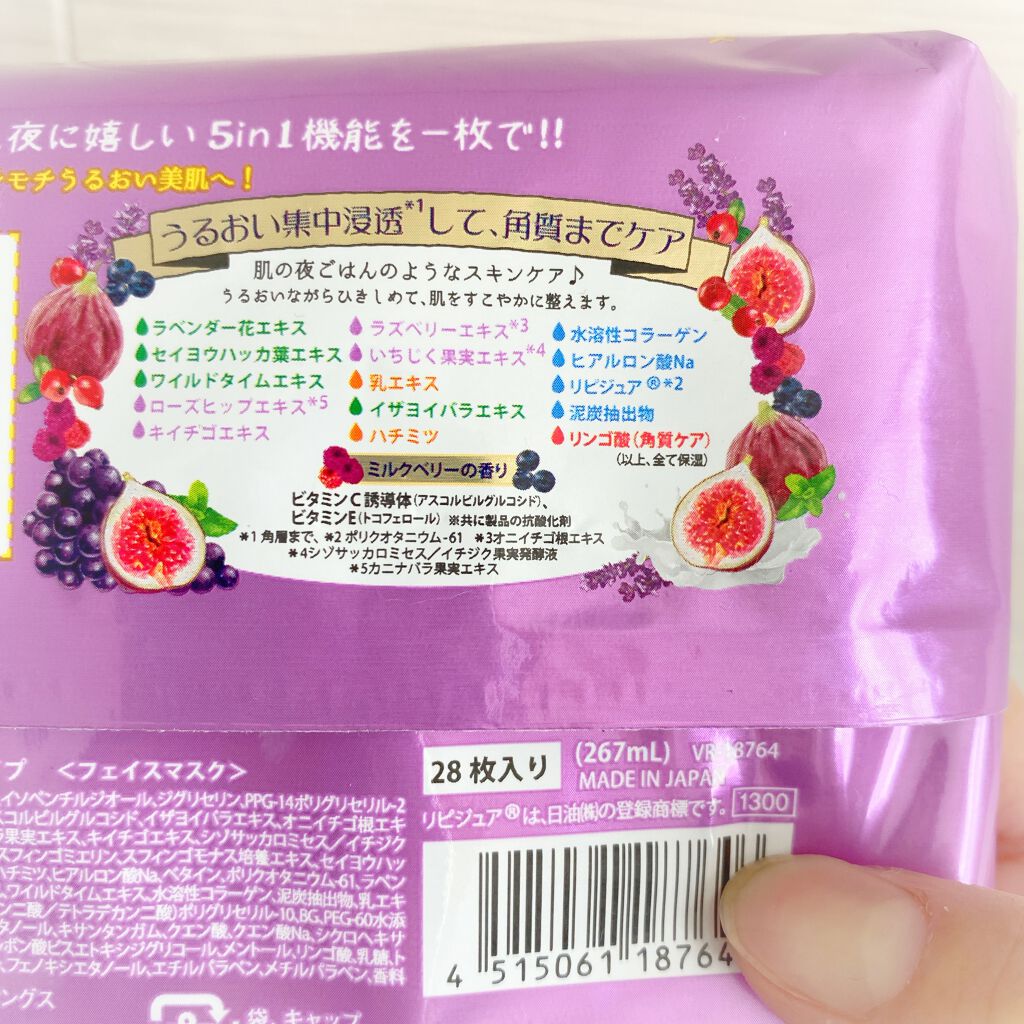 夜に嬉しい 5in1機能を一枚で!!
モチうるおい美肌へ！
うるおい集中浸透*1して、角質までケア
肌の夜ごはんのようなスキンケア♪
うるおいながらひきしめて、肌をすこやかに整えます。
ラベンダー花エキス
セイヨウハッカ葉エキス
ワイルドタイムエキス
ローズヒップエキス*5
キイチゴエキス
ラズベリーエキス*3
いちじく果実エキス*4
乳エキス
イザヨイバラエキス
ハチミツ
水溶性コラーゲン
ヒアルロン酸Na
リピジュア®*2
泥炭抽出物
リンゴ酸(角質ケア)
(以上、全て保湿)
ミルクベリーの香り
ビタミンC誘導体(アスコルビルグルコシド)、
ビタミンE(トコフェロール) ※共に製品の抗酸化剤
*1 角層まで、*2 ポリクオタニウム-61 *3オニイチゴ根エキス
*4シゾサッカロミセス/イチジク果実発酵液
*5カニナバラ果実エキス
プ <フェイスマスク>
イソペンチルジオール、ジグリセリン、PPG-14ポリグリセリル-2
スコルビルグルコシド、イザヨイバラエキス、オニイチゴ根エキ
ラ果実エキス、キイチゴエキス、シゾサッカロミセス/イチジク
スフィンゴミエリン、スフィンゴモナス培養エキス、セイヨウハッ
ハチミツ、ヒアルロン酸Na、ベタイン、ポリクオタニウム-61、ラベン
、ワイルドタイムエキス、水溶性コラーゲン、泥炭抽出物、乳エキ
ンニ酸/テトラデカン二酸)ポリグリセリル-10、BG、PEG-60水添
タノール、キサンタンガム、クエン酸、クエン酸Na、シクロヘキサ
ボン酸ビスエトキシジグリコール、メントール、リンゴ酸、乳糖、ト
、フェノキシエタノール、エチルパラベン、メチルパラベン、香料
ィングス
袋、キャップ
28枚入り (267mL) VR-18764
MADE IN JAPAN
リピジュア®は、日油㈱の登録商標です。 1300
4 515061 18764